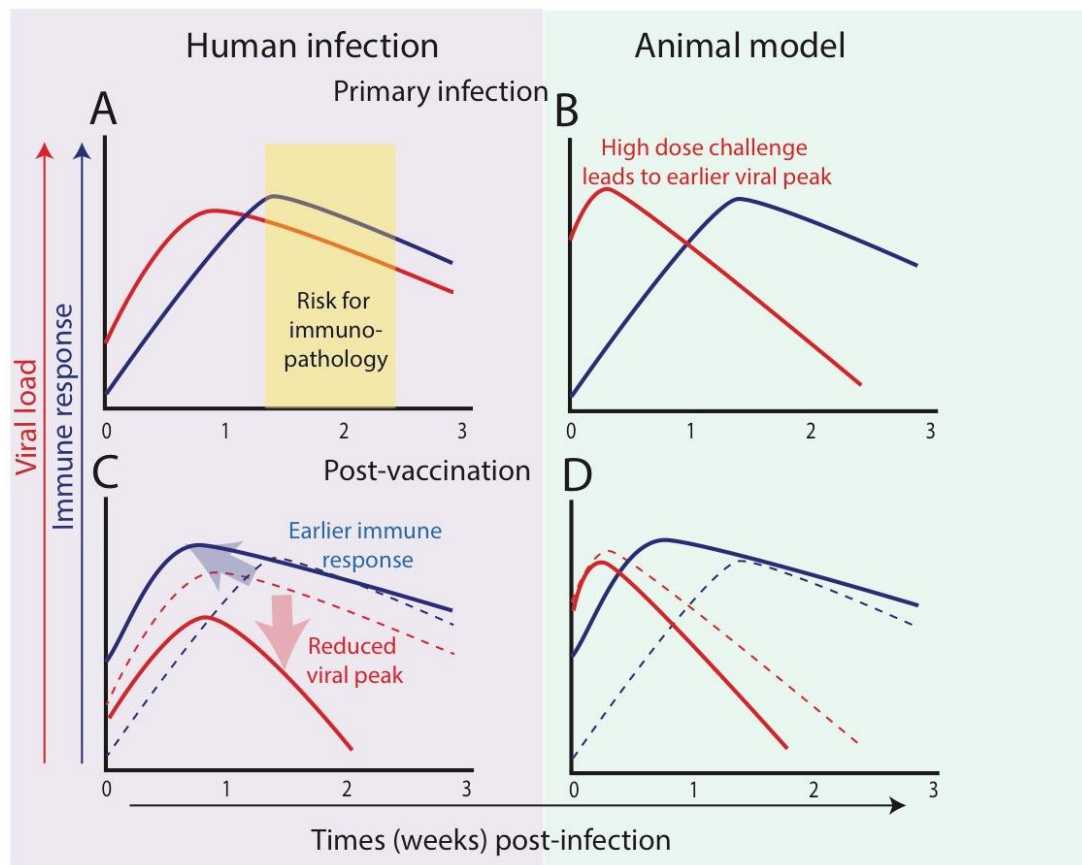 Human infection
Animal model
Primary infection
A
B
High dose challenge
leads to earlier viral peak
Risk for
immuno-
pathology
Viral load
Immune response
0 1 2 3
0 1 2 3
Post-vaccination
C
D
Earlier immune
response
Reduced
viral peak
0 1 2 3
0 1 2 3
Times (weeks) post-infection